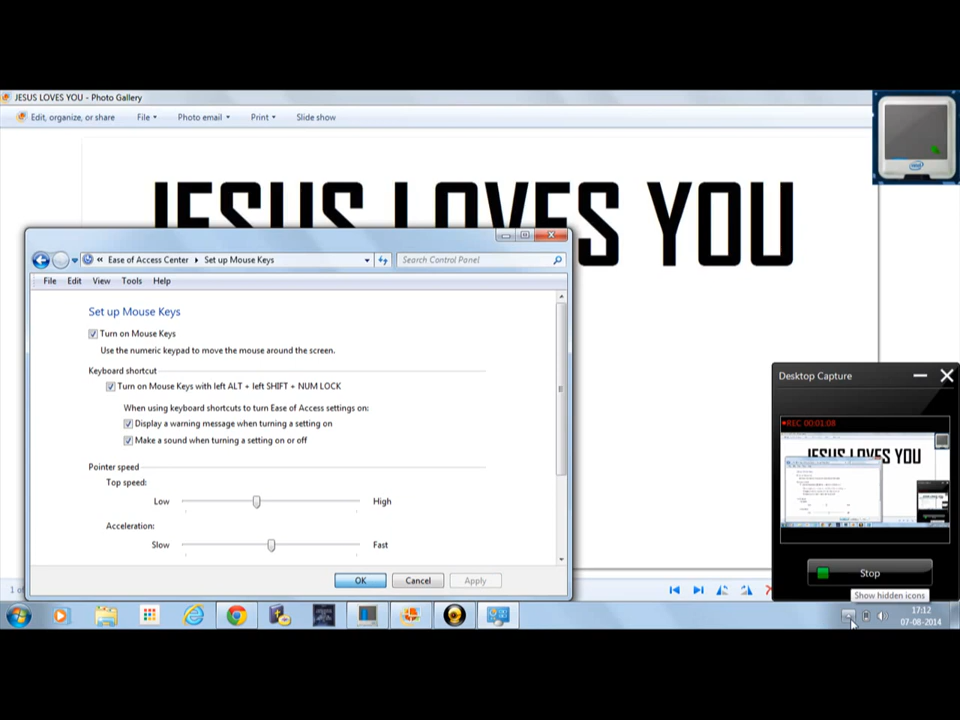 JESUS LOVES YOU - Photo Gallery
Edit, organize, or share File Photo email Print Slide show
intel
JESUS LOVES YOU
Ease of Access Center Set up Mouse Keys Search Control Panel
File Edit View Tools Help
Set up Mouse Keys
Turn on Mouse Keys
Use the numeric keypad to move the mouse around the screen.
Keyboard shortcut
Turn on Mouse Keys with left ALT + left SHIFT + NUM LOCK
When using keyboard shortcuts to turn Ease of Access settings on:
Display a warning message when turning a setting on
Make a sound when turning a setting on or off
Pointer speed
Top speed:
Low High
Acceleration:
Slow Fast
OK Cancel Apply
Desktop Capture
REC 00:01:08
JESUS LOVES YOU
Stop
Show hidden icons
17:12
07-08-2014